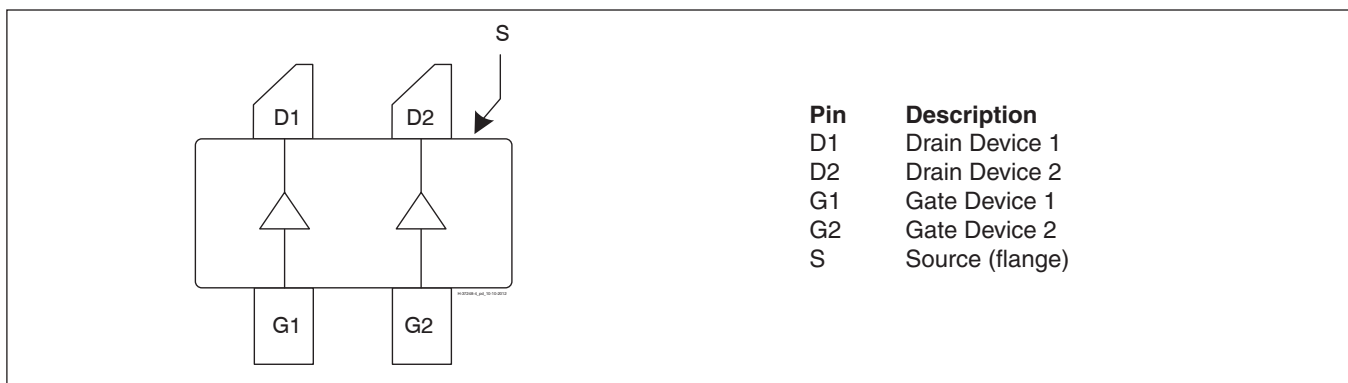 S
D1 D2
G1 G2
Pin Description
D1 Drain Device 1
D2 Drain Device 2
G1 Gate Device 1
G2 Gate Device 2
S Source (flange)